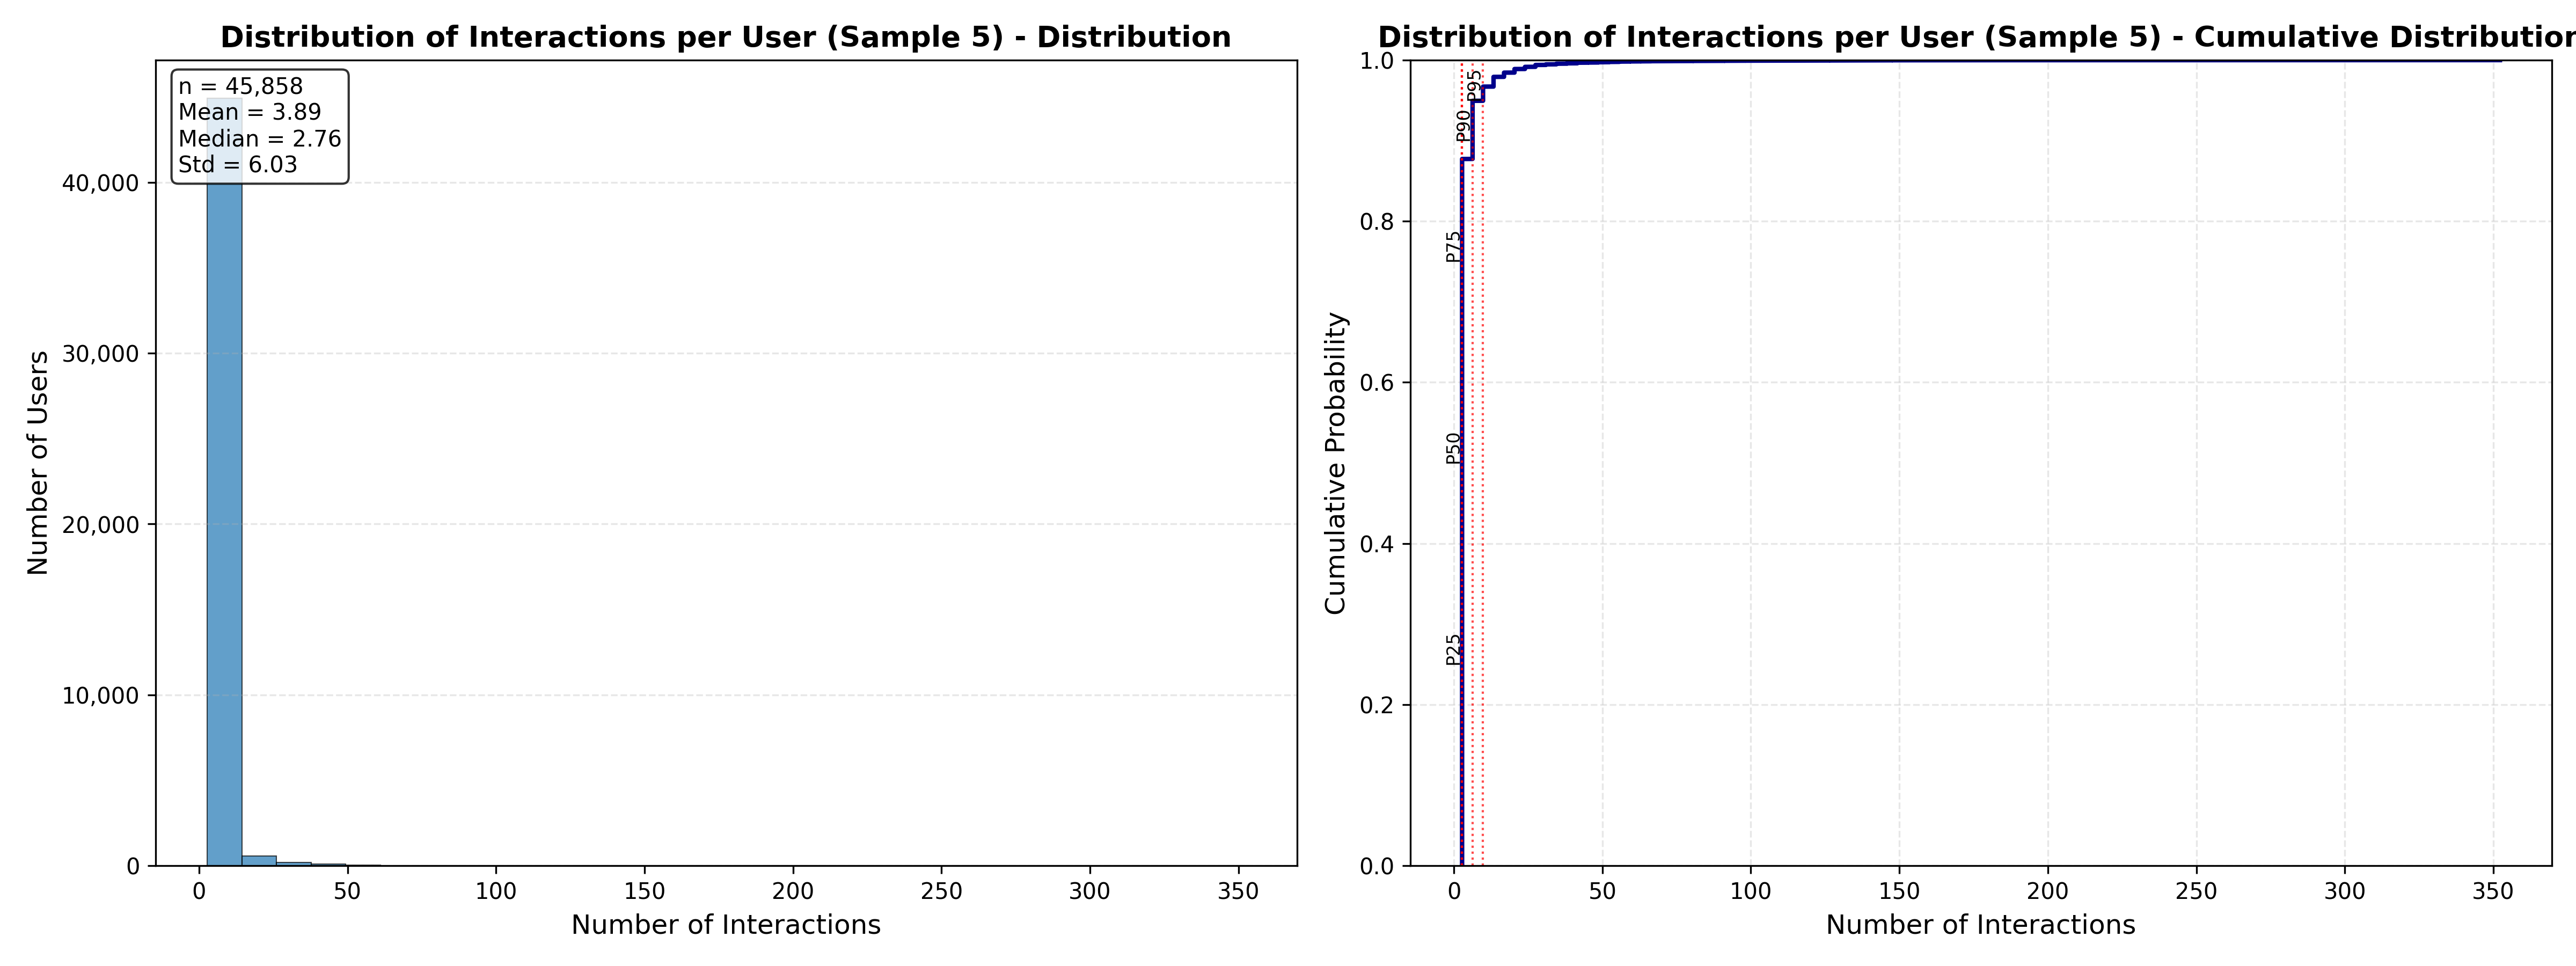 Distribution of Interactions per User (Sample 5) - Distribution
n = 45,858
Mean = 3.89
Median = 2.76
Std = 6.03
Number of Users
40,000
30,000
20,000
10,000
0
0 50 100 150 200 250 300 350
Number of Interactions
Distribution of Interactions per User (Sample 5) - Cumulative Distribution
Cumulative Probability
1.0
0.8
0.6
0.4
0.2
0.0
P95
P90
P75
P50
P25
0 50 100 150 200 250 300 350
Number of Interactions